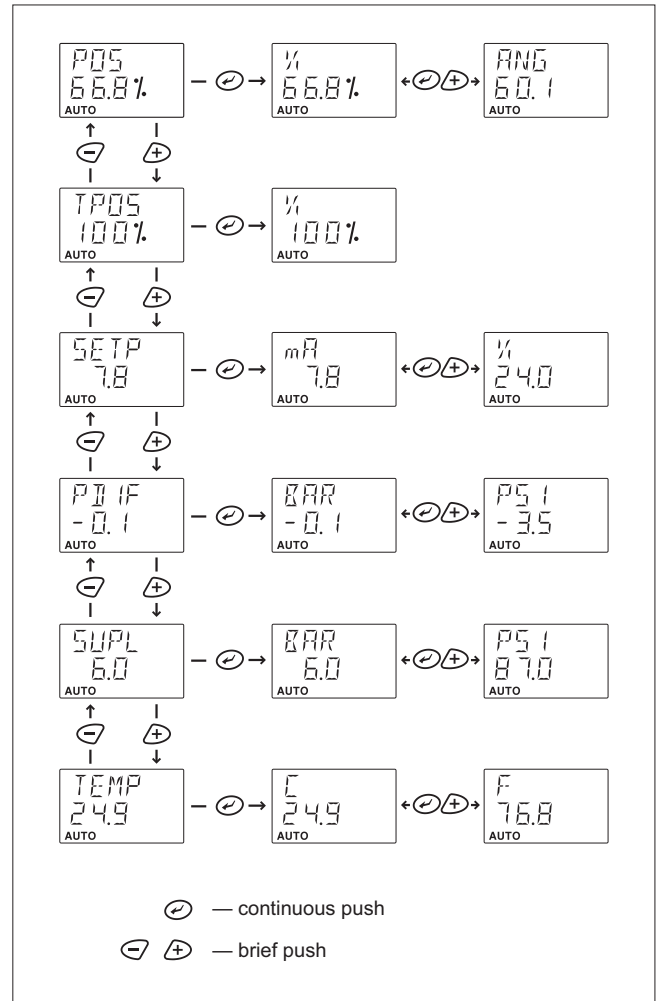 POS
66.8%
AUTO
%
66.8%
AUTO
ANG
60.1
AUTO
TPOS
100%
AUTO
%
100%
AUTO
SETP
7.8
AUTO
mA
7.8
AUTO
%
24.0
AUTO
PDIF
-0.1
AUTO
BAR
-0.1
AUTO
PSI
-3.5
AUTO
SUPL
6.0
AUTO
BAR
6.0
AUTO
PSI
87.0
AUTO
TEMP
24.9
AUTO
C
24.9
AUTO
F
76.8
AUTO
— continuous push
— brief push